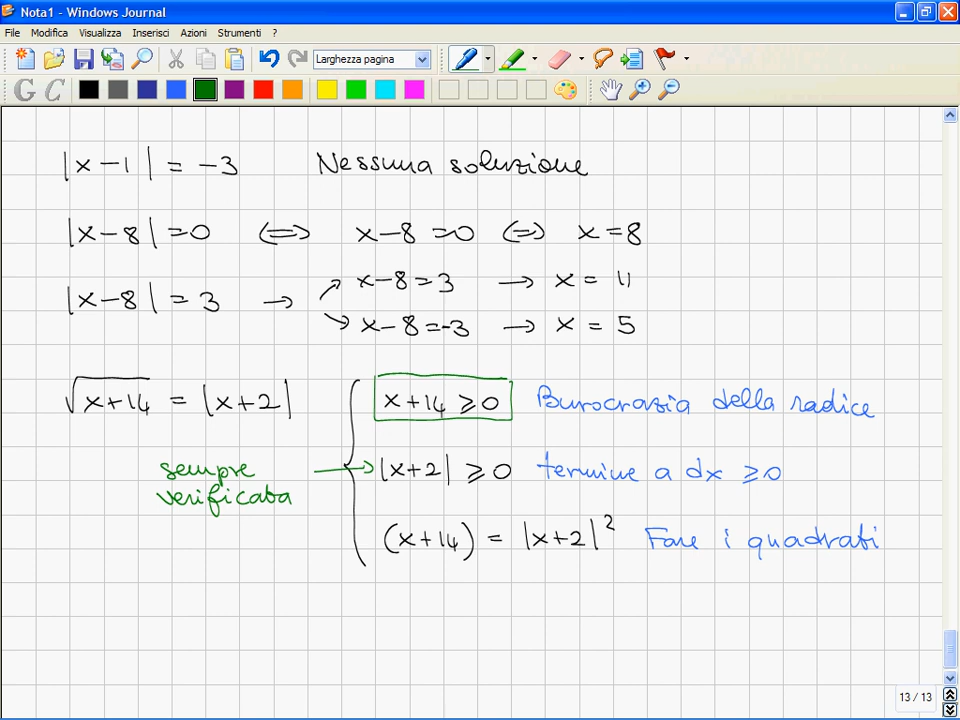 Nota1 - Windows Journal
File Modifica Visualizza Inserisci Azioni Strumenti ?
Larghezza pagina
G C
|x-1| = -3 Nessuna soluzione
|x-8| = 0 ⟺ x-8 = 0 ⟺ x = 8
|x-8| = 3 → x-8 = 3 → x = 11
x-8 = -3 → x = 5
√x+14 = |x+2| { x+14 ≥ 0 Burocrazia della radice
sempre verificata → |x+2| ≥ 0 termine a dx ≥ 0
(x+14) = |x+2|² Fare i quadrati
13 / 13